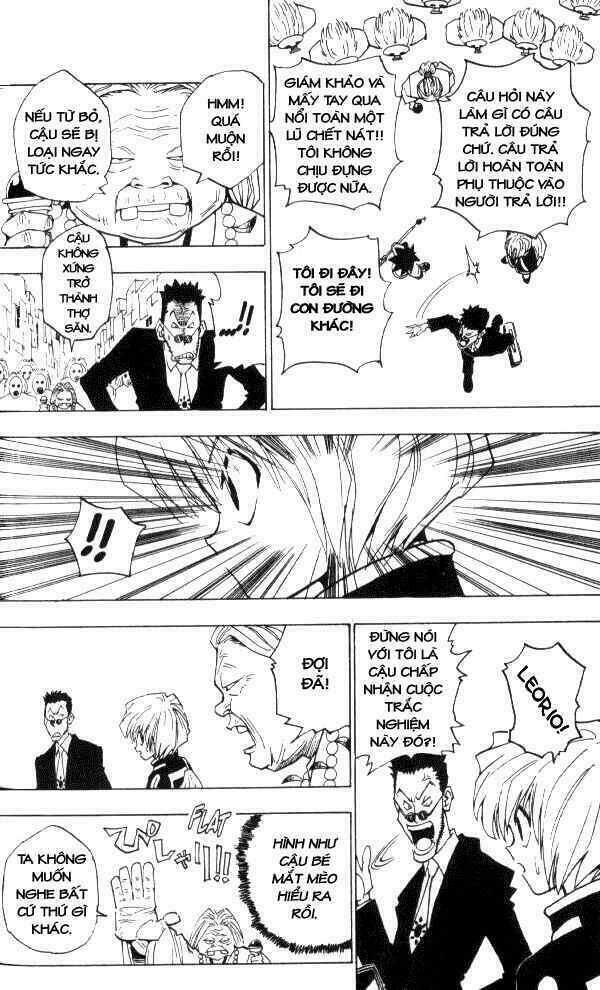 CÂU HỎI NÀY
LÀM GÌ CÓ CÂU
TRẢ LỜI ĐÚNG
CHỨ. CÂU TRẢ
LỜI HOÀN TOÀN
PHỤ THUỘC VÀO
NGƯỜI TRẢ LỜI!!
GIÁM KHẢO VÀ
MẤY TAY QUA
NỔI TOÀN MỘT
LŨ CHẾT NÁT!!
TÔI KHÔNG
CHỊU ĐỰNG
ĐƯỢC NỮA.
TÔI ĐI ĐÂY!
TÔI SẼ ĐI
CON ĐƯỜNG
KHÁC!
HMM!
QUÁ
MUỘN
RỒI!
NẾU TỪ BỎ,
CẬU SẼ BỊ
LOẠI NGAY
TỨC KHẮC.
CẬU
KHÔNG
XỨNG
TRỞ
THÀNH
THỢ
SĂN.
...!!
!!
LEORIO!
ĐỪNG NÓI
VỚI TÔI LÀ
CẬU CHẤP
NHẬN CUỘC
TRẮC
NGHIỆM
NÀY ĐÓ?!
ĐỢI
ĐÃ!
HÌNH NHƯ
CẬU BÉ
MẮT MÈO
HIỂU RA
RỒI.
FLAT
TA KHÔNG
MUỐN
NGHE BẤT
CỨ THỨ GÌ
KHÁC.